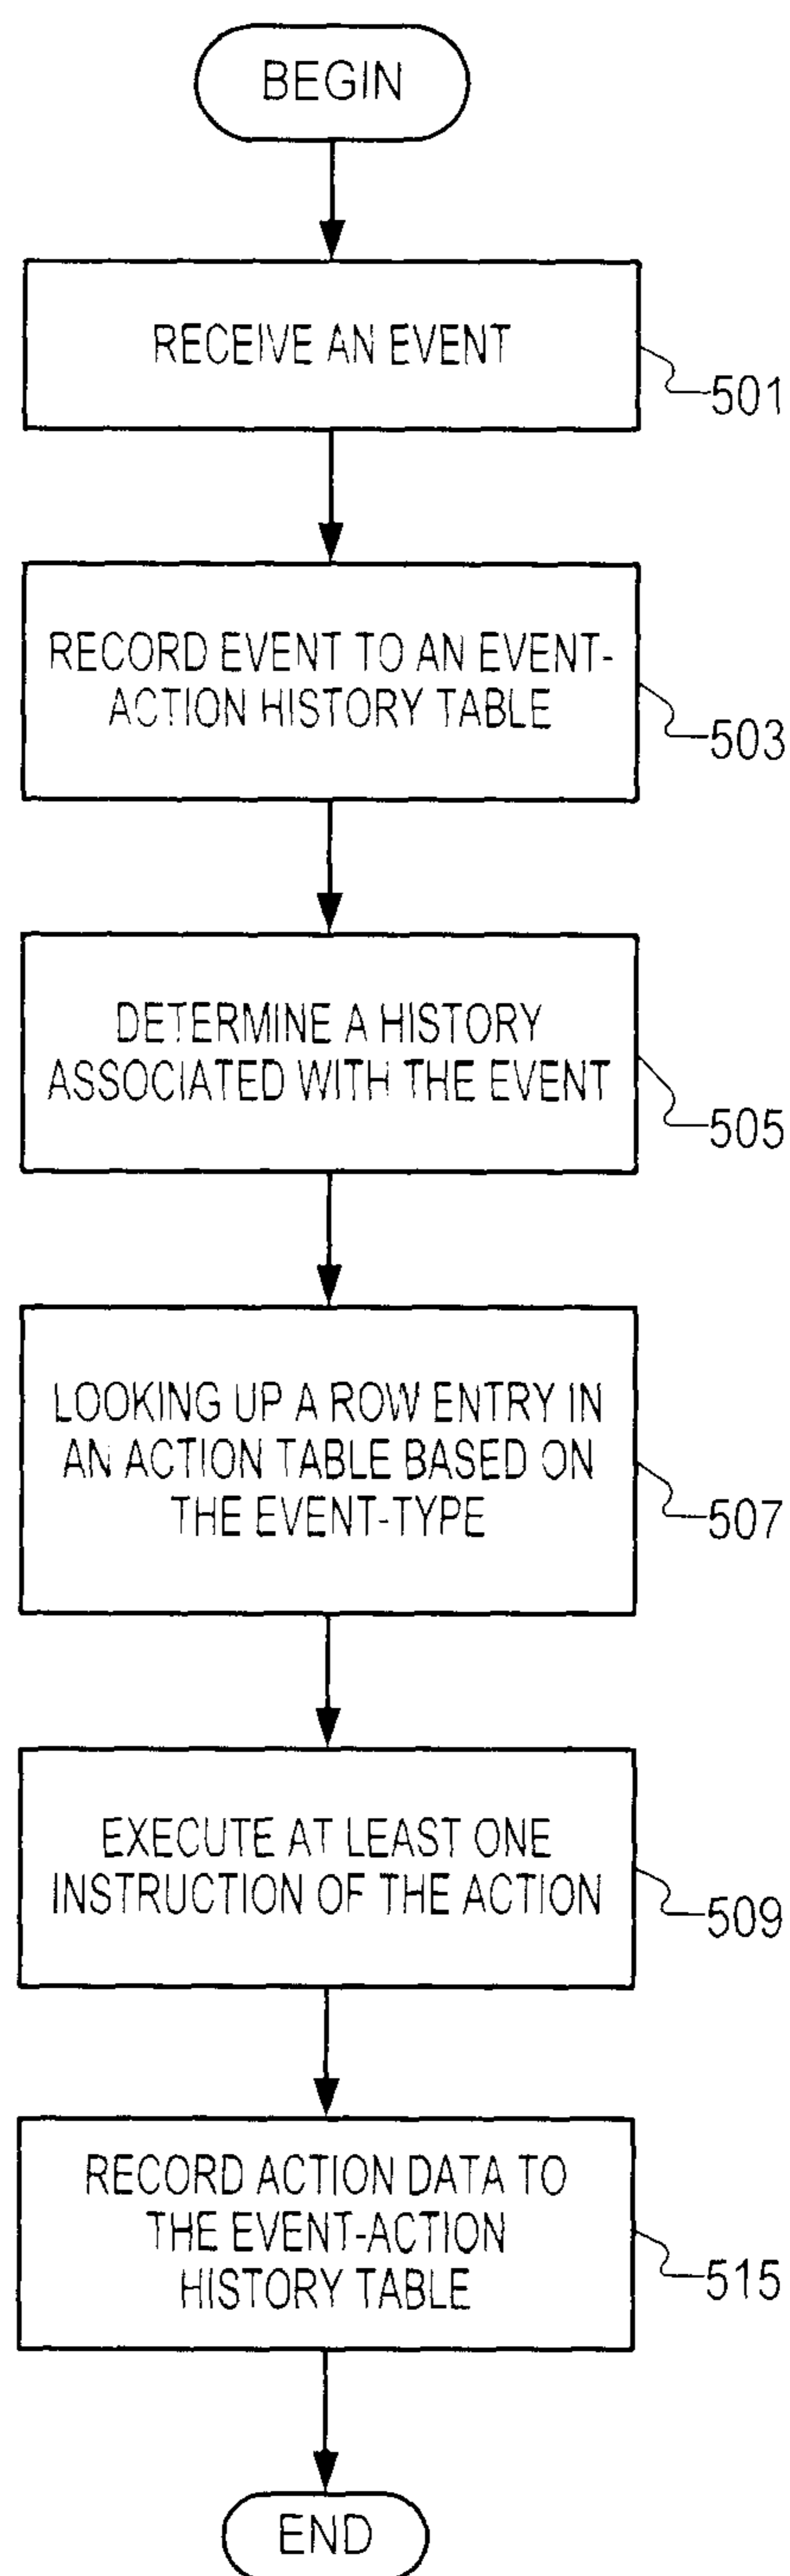 BEGIN
RECEIVE AN EVENT
501
RECORD EVENT TO AN EVENT-
ACTION HISTORY TABLE
503
DETERMINE A HISTORY
ASSOCIATED WITH THE EVENT
505
LOOKING UP A ROW ENTRY IN
AN ACTION TABLE BASED ON
THE EVENT-TYPE
507
EXECUTE AT LEAST ONE
INSTRUCTION OF THE ACTION
509
RECORD ACTION DATA TO
THE EVENT-ACTION
HISTORY TABLE
515
END